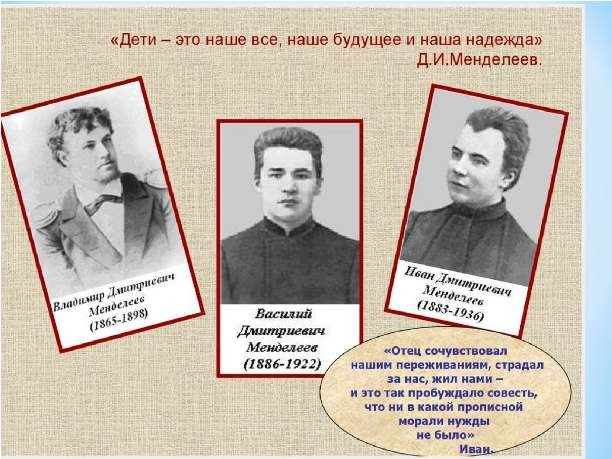 «Дети – это наше все, наше будущее и наша надежда»
Д.И.Менделеев.
Владимир Дмитриевич
Менделеев
(1865-1898)
Василий
Дмитриевич
Менделеев
(1886-1922)
Иван Дмитриевич
Менделеев
(1883-1936)
«Отец сочувствовал
нашим переживаниям, страдал
за нас, жил нами –
и это так пробуждало совесть,
что ни в какой прописной
морали нужды
не было»
Иван.